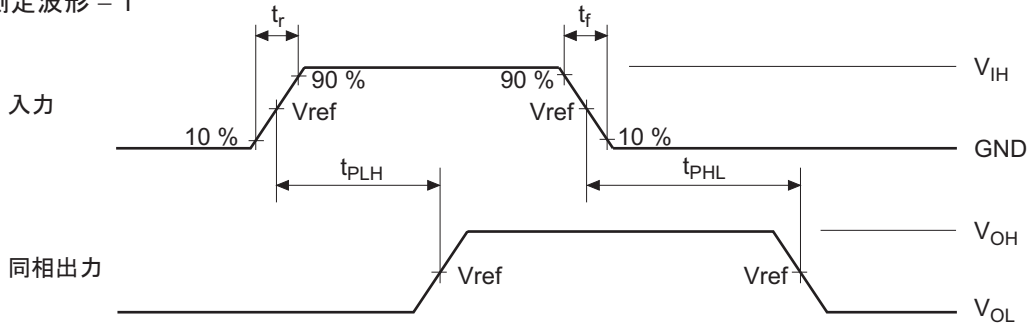 測定波形 – 1
tr
tf
90 %
90 %
VIH
入力
Vref
Vref
10 %
10 %
GND
tPLH
tPHL
VOH
同相出力
Vref
Vref
VOL